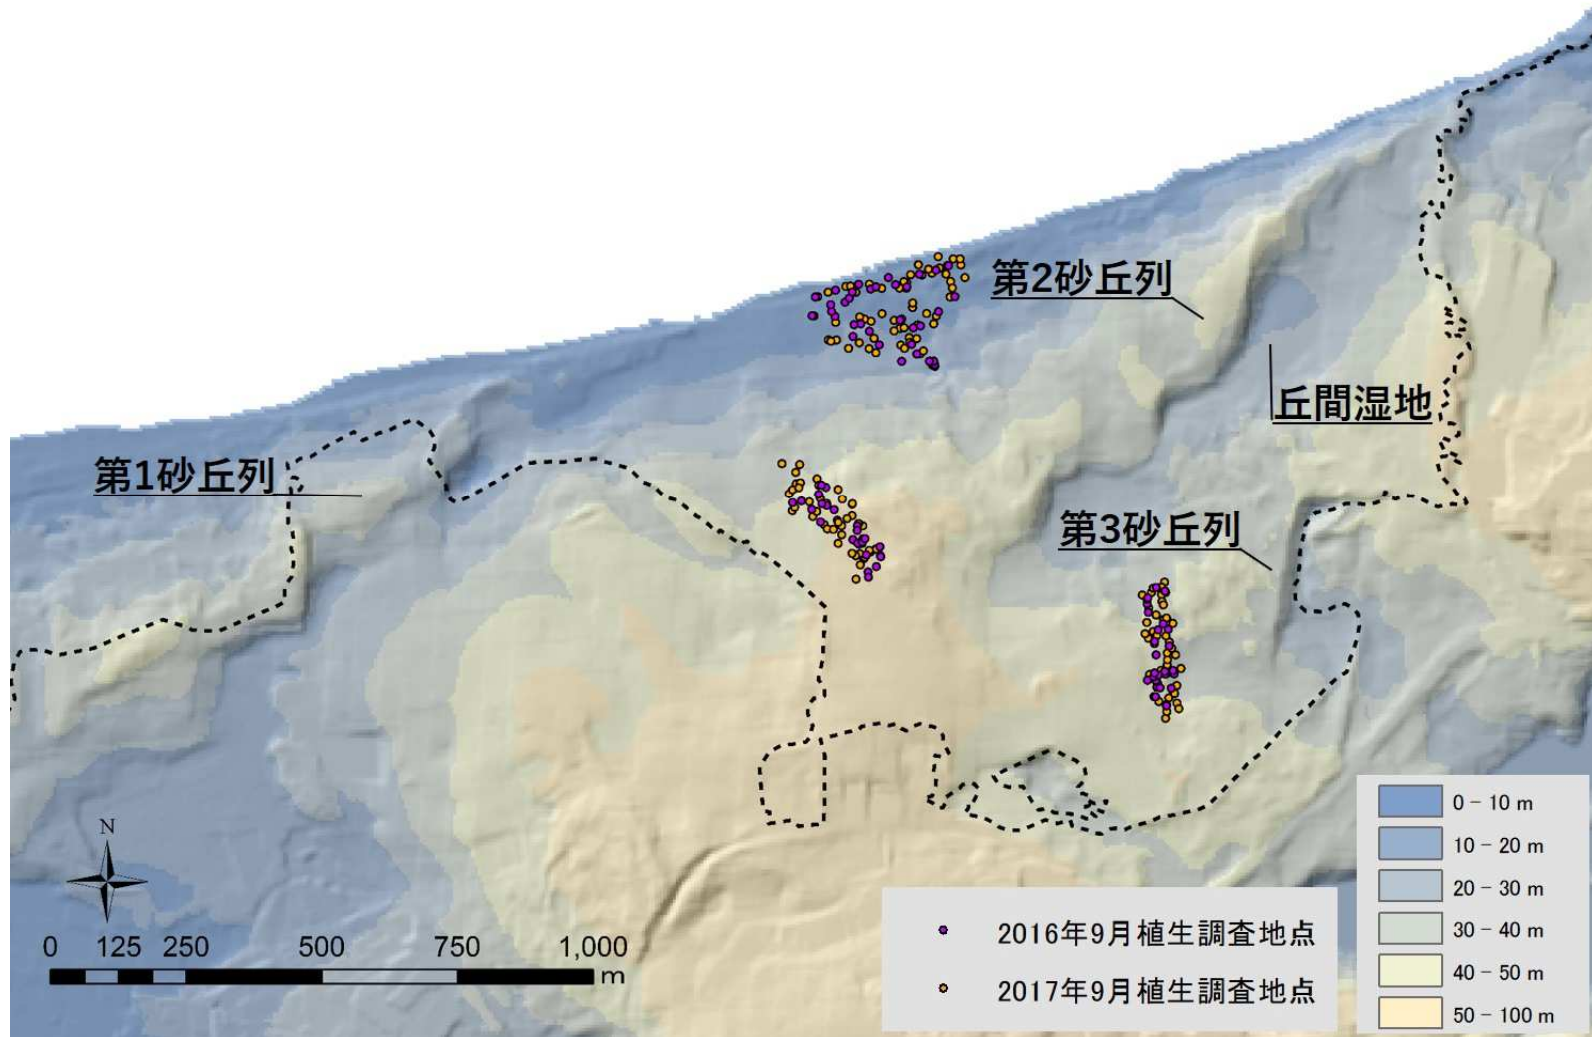 第2砂丘列
丘間湿地
第1砂丘列
第3砂丘列
N
0 125 250 500 750 1,000
m
2016年9月植生調査地点
2017年9月植生調査地点
0 – 10 m
10 – 20 m
20 – 30 m
30 – 40 m
40 – 50 m
50 – 100 m